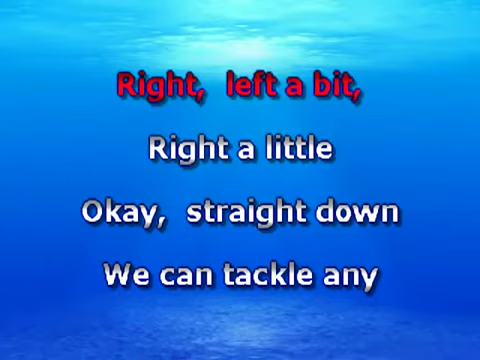 Right, left a bit,
Right a little
Okay, straight down
We can tackle any